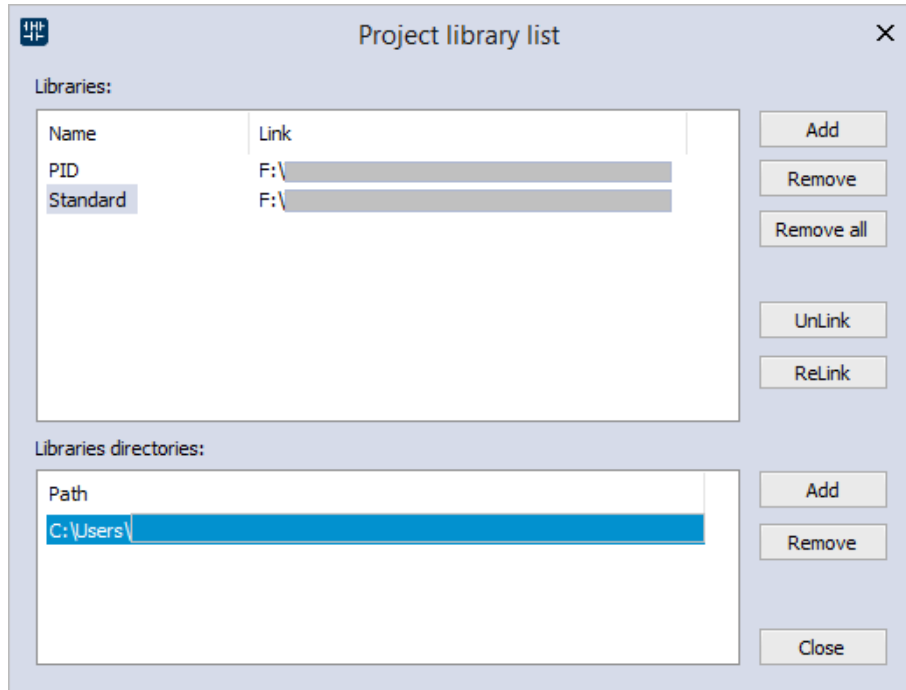 Project library list
Libraries:
Name Link
Add
PID F:\
Remove
Standard F:\
Remove all
UnLink
ReLink
Libraries directories:
Path
Add
C:\Users\
Remove
Close